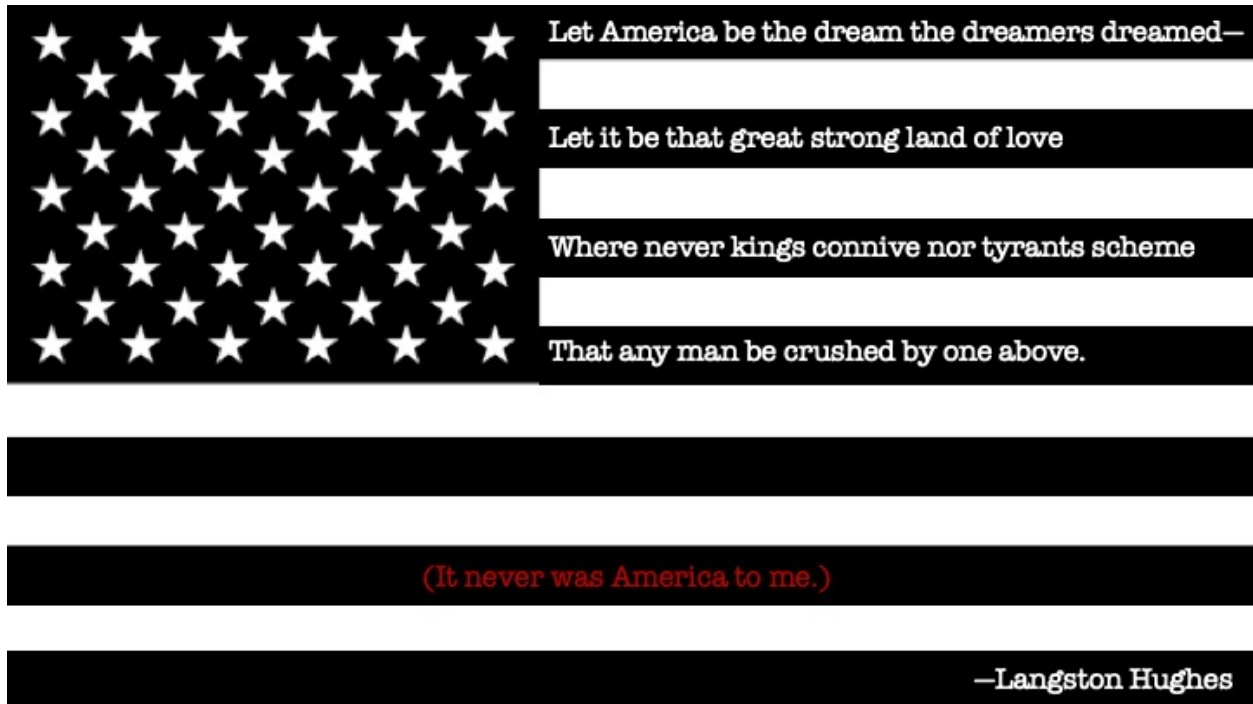 Let America be the dream the dreamers dreamed—
Let it be that great strong land of love
Where never kings connive nor tyrants scheme
That any man be crushed by one above.
(It never was America to me.)
—Langston Hughes